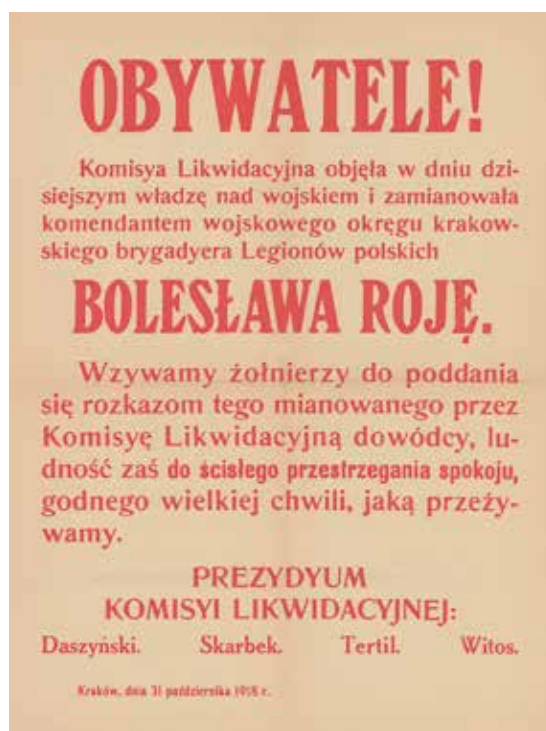 OBYWATELE!
Komisya Likwidacyjna objęła w dniu dzi-
siejszym władzę nad wojskiem i zamianowała
komendantem wojskowego okręgu krakow-
skiego brygadyera Legionów polskich
BOLESŁAWA ROJĘ.
Wzywamy żołnierzy do poddania
się rozkazom tego mianowanego przez
Komisyę Likwidacyjną dowódcy, lu-
dność zaś do ścisłego przestrzegania spokoju,
godnego wielkiej chwili, jaką przeży-
wamy.
PREZYDYUM
KOMISYI LIKWIDACYJNEJ:
Daszyński. Skarbek. Tertil. Witos.
Kraków, dnia 31 października 1918 r.